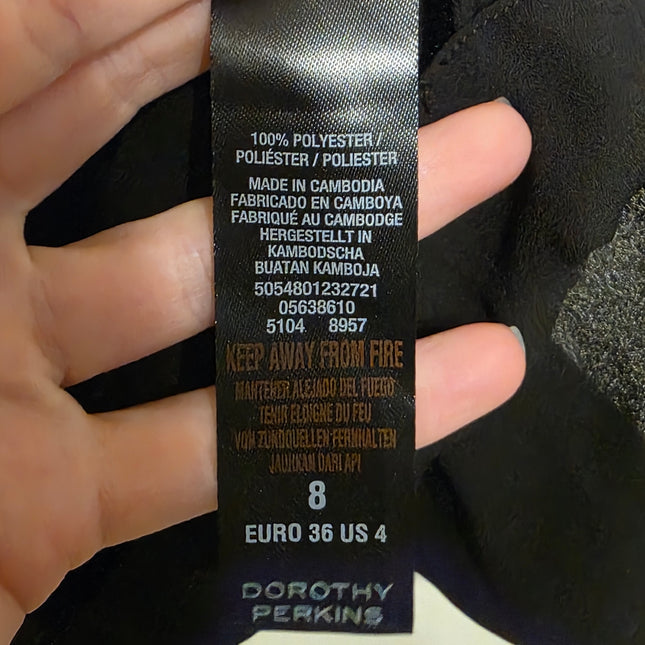 100% POLYESTER /
POLIÉSTER / POLIESTER
MADE IN CAMBODIA
FABRICADO EN CAMBOYA
FABRIQUÉ AU CAMBODGE
HERGESTELLT IN
KAMBODSCHA
BUATAN KAMBOJA
5054801232721
05638610
5104 8957
KEEP AWAY FROM FIRE
MANTENER ALEJADO DEL FUEGO
TENIR ELOIGNE DU FEU
VON ZUNDQUELLEN FERNHALTEN
JAUHKAN DARI API
8
EURO 36 US 4
DOROTHY
PERKINS